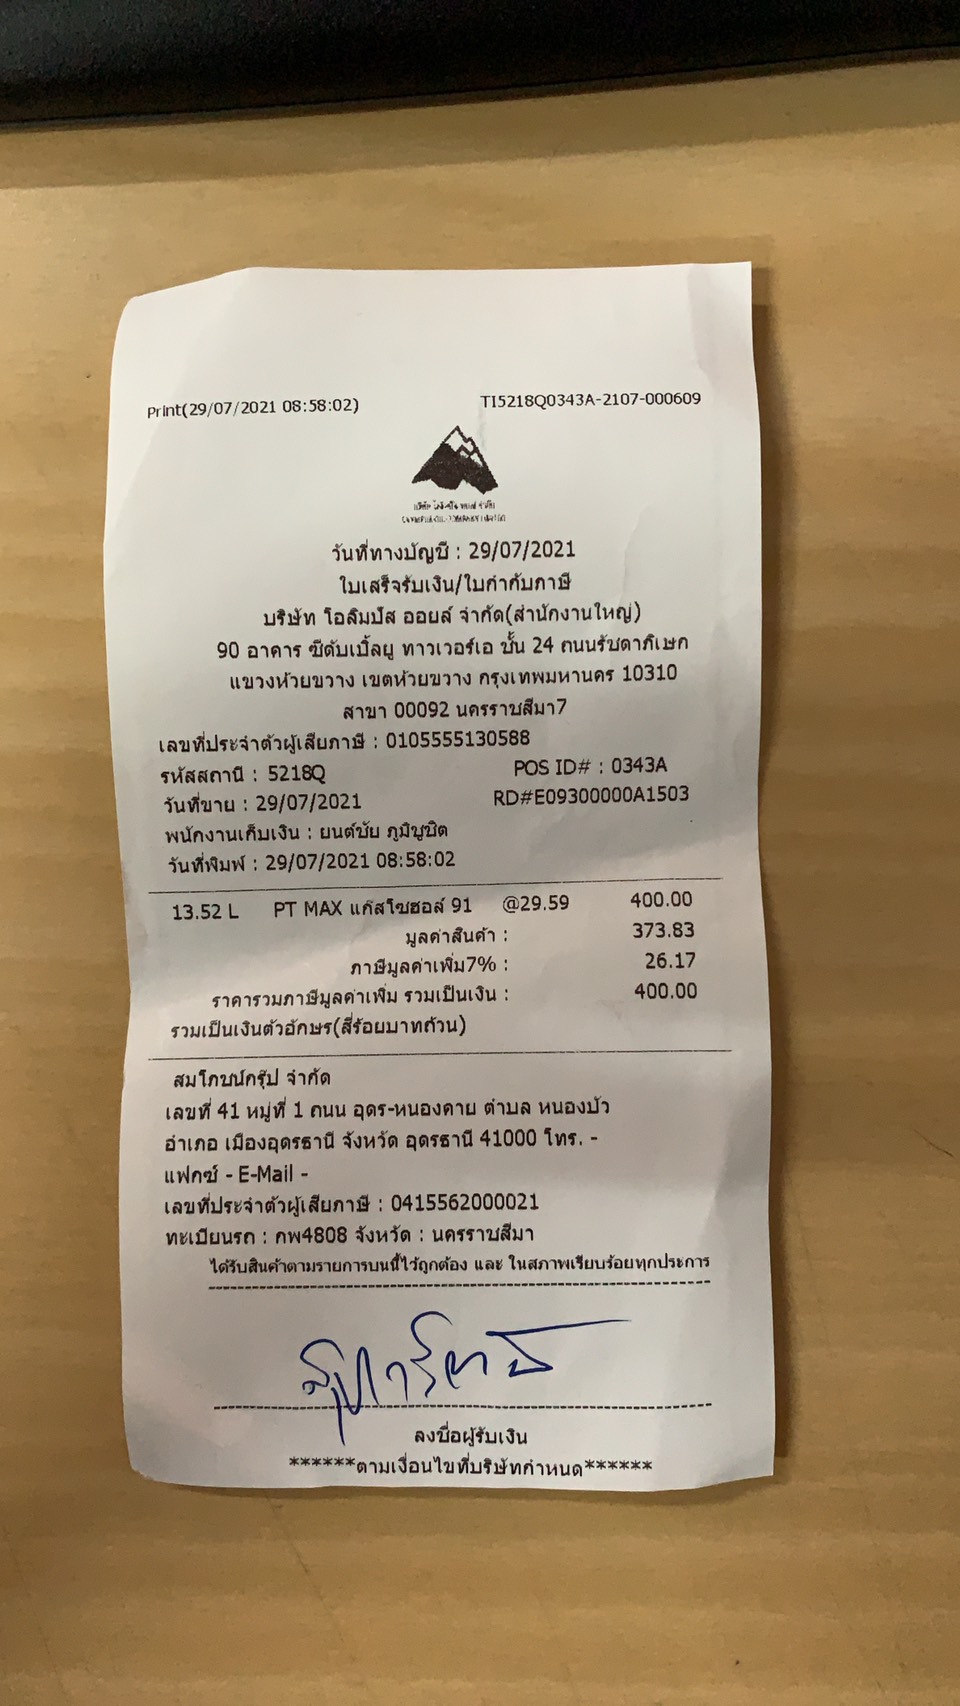 Print(29/07/2021 08:58:02) TI5218Q0343A-2107-000609
วันที่ทางบัญชี : 29/07/2021
ใบเสร็จรับเงิน/ใบกำกับภาษี
บริษัท โอลิมปัส ออยล์ จำกัด(สำนักงานใหญ่)
90 อาคาร ซีดับเบิ้ลยู ทาวเวอร์เอ ชั้น 24 ถนนรัชดาภิเษก
แขวงห้วยขวาง เขตห้วยขวาง กรุงเทพมหานคร 10310
สาขา 00092 นครราชสีมา7
เลขที่ประจำตัวผู้เสียภาษี : 0105555130588
รหัสสถานี : 5218Q POS ID# : 0343A
วันที่ขาย : 29/07/2021 RD#E09300000A1503
พนักงานเก็บเงิน : ยนต์ชัย ภูมิบูชิต
วันที่พิมพ์ : 29/07/2021 08:58:02
13.52 L PT MAX แก๊สโซฮอล์ 91 @29.59 400.00
มูลค่าสินค้า : 373.83
ภาษีมูลค่าเพิ่ม7% : 26.17
ราคารวมภาษีมูลค่าเพิ่ม รวมเป็นเงิน : 400.00
รวมเป็นเงินตัวอักษร(สี่ร้อยบาทถ้วน)
สมโภชน์กรุ๊ป จำกัด
เลขที่ 41 หมู่ที่ 1 ถนน อุดร-หนองคาย ตำบล หนองบัว
อำเภอ เมืองอุดรธานี จังหวัด อุดรธานี 41000 โทร. -
แฟกซ์ - E-Mail -
เลขที่ประจำตัวผู้เสียภาษี : 0415562000021
ทะเบียนรถ : กพ4808 จังหวัด : นครราชสีมา
ได้รับสินค้าตามรายการบนนี้ไว้ถูกต้อง และ ในสภาพเรียบร้อยทุกประการ
ลงชื่อผู้รับเงิน
******ตามเงื่อนไขที่บริษัทกำหนด******